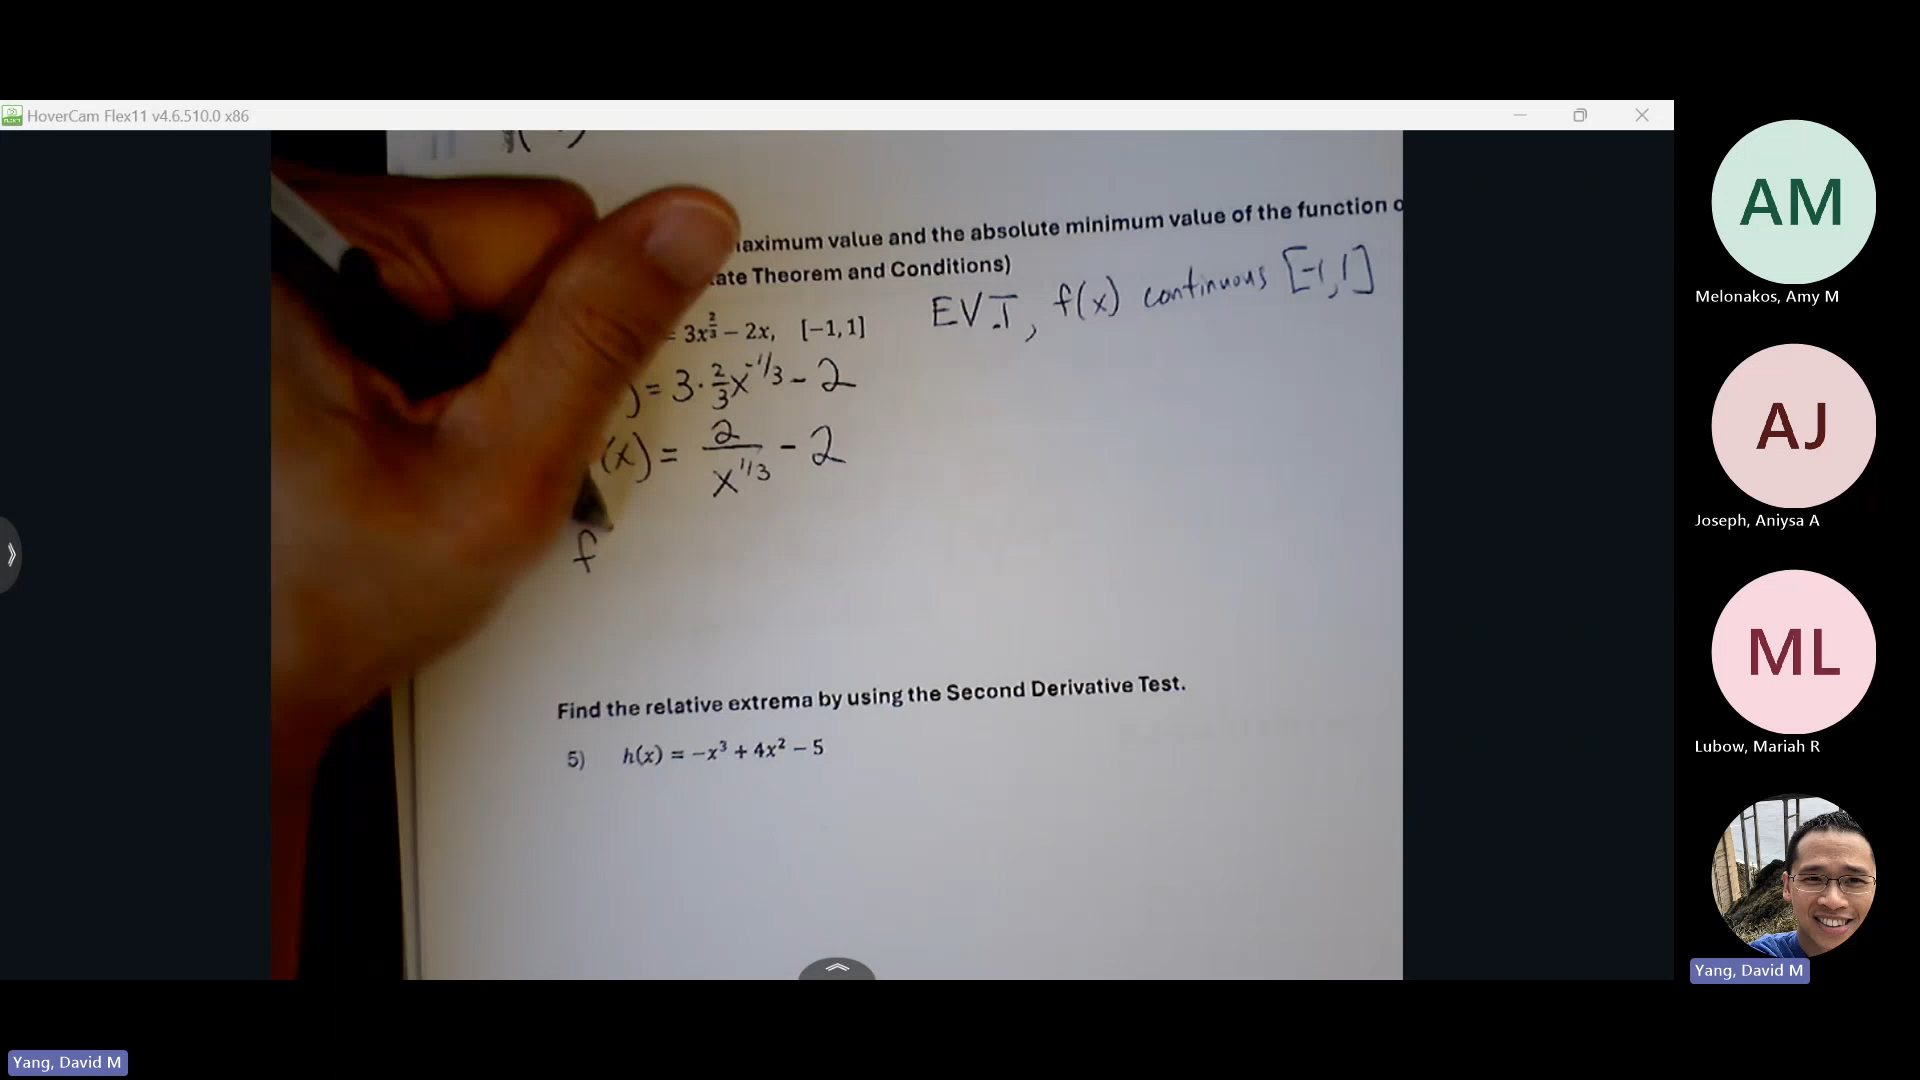 HoverCam Flex11 v4.6.510.0 x86
AM
Melonakos, Amy M
aximum value and the absolute minimum value of the function
ate Theorem and Conditions)
EVT, f(x) continuous [-1,1]
= 3x^{2/3} − 2x, [−1, 1]
) = 3·2/3 x^{-1/3} - 2
(x) = 2/x^{1/3} - 2
f
AJ
Joseph, Aniysa A
Find the relative extrema by using the Second Derivative Test.
5) h(x) = −x³ + 4x² − 5
ML
Lubow, Mariah R
Yang, David M
Yang, David M